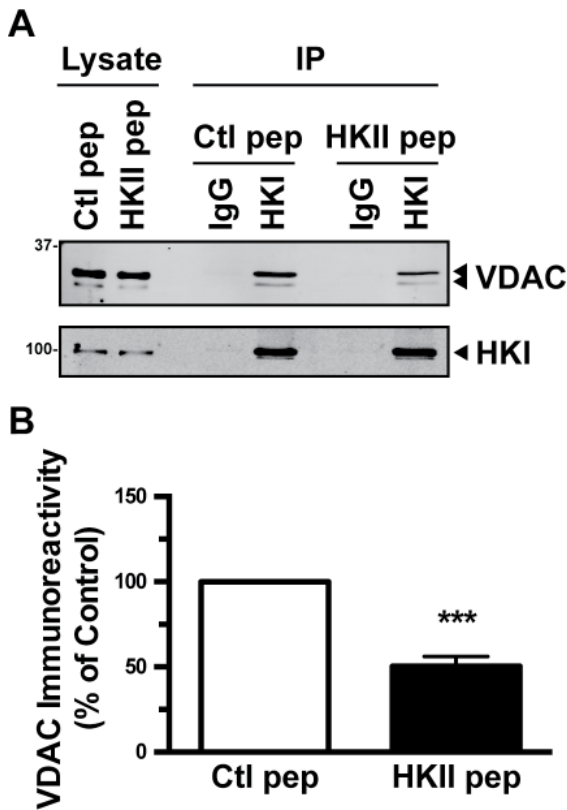 A
Lysate IP
Ctl pep HKII pep
Ctl pep HKII pep IgG HKI IgG HKI
37-
VDAC
100-
HKI
B
VDAC Immunoreactivity
(% of Control)
150
100
50
0
***
Ctl pep HKII pep